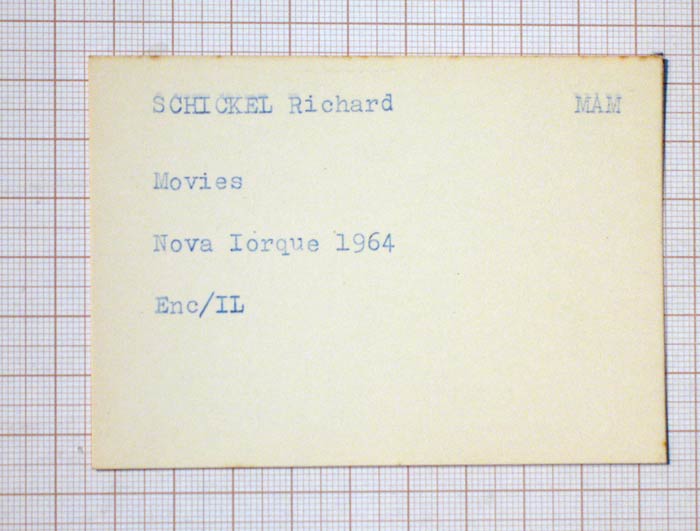 SCHICKEL Richard MAM
Movies
Nova Iorque 1964
Enc/IL